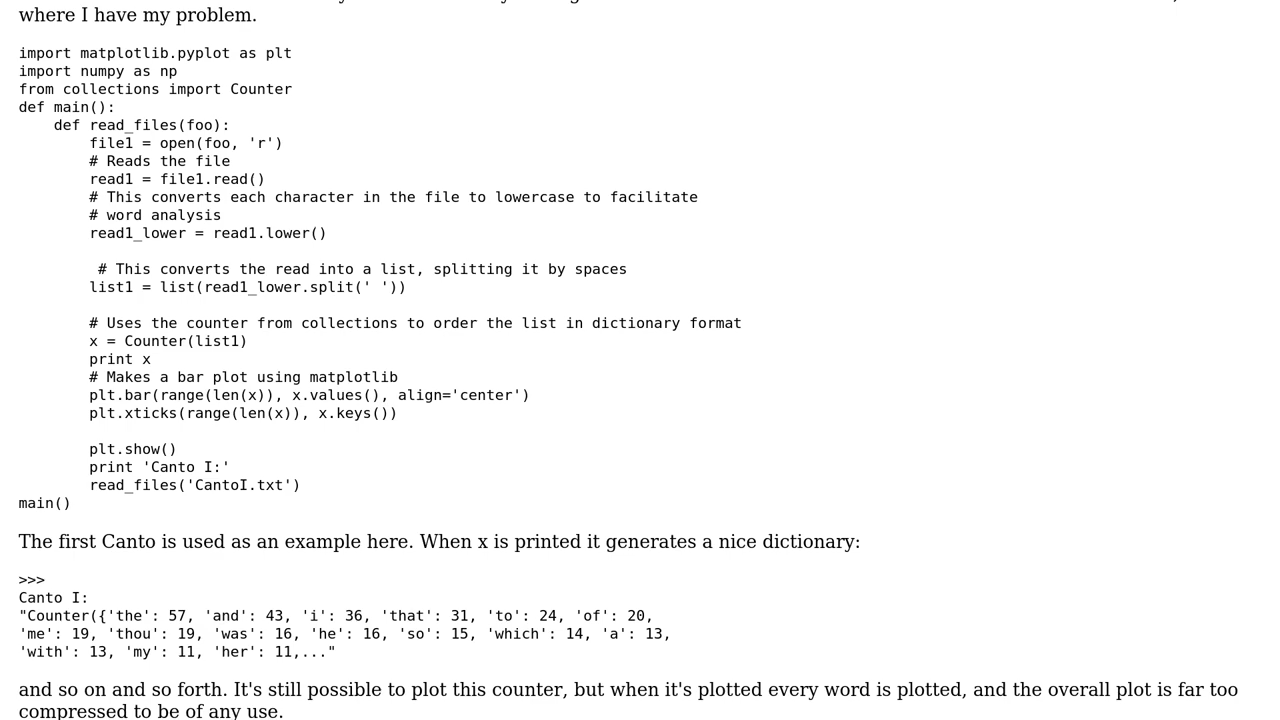 where I have my problem.
import matplotlib.pyplot as plt
import numpy as np
from collections import Counter
def main():
    def read_files(foo):
        file1 = open(foo, 'r')
        # Reads the file
        read1 = file1.read()
        # This converts each character in the file to lowercase to facilitate
        # word analysis
        read1_lower = read1.lower()

         # This converts the read into a list, splitting it by spaces
        list1 = list(read1_lower.split(' '))

        # Uses the counter from collections to order the list in dictionary format
        x = Counter(list1)
        print x
        # Makes a bar plot using matplotlib
        plt.bar(range(len(x)), x.values(), align='center')
        plt.xticks(range(len(x)), x.keys())

        plt.show()
        print 'Canto I:'
        read_files('CantoI.txt')
main()
The first Canto is used as an example here. When x is printed it generates a nice dictionary:
>>>
Canto I:
"Counter({'the': 57, 'and': 43, 'i': 36, 'that': 31, 'to': 24, 'of': 20,
'me': 19, 'thou': 19, 'was': 16, 'he': 16, 'so': 15, 'which': 14, 'a': 13,
'with': 13, 'my': 11, 'her': 11,..."
and so on and so forth. It's still possible to plot this counter, but when it's plotted every word is plotted, and the overall plot is far too
compressed to be of any use.